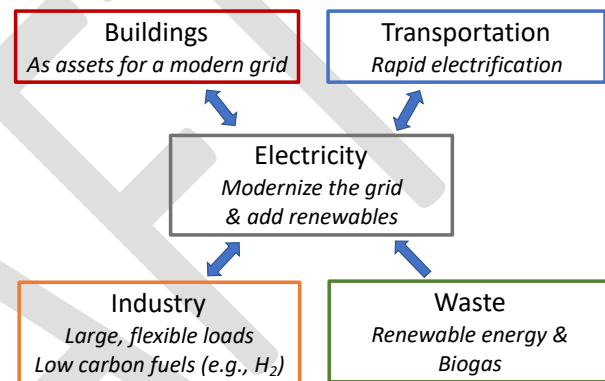 Buildings
As assets for a modern grid
Transportation
Rapid electrification
Electricity
Modernize the grid
& add renewables
Industry
Large, flexible loads
Low carbon fuels (e.g., H₂)
Waste
Renewable energy &
Biogas